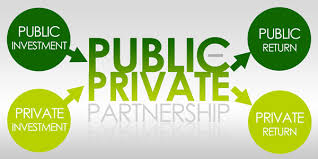 PUBLIC
INVESTMENT
PUBLIC–
PRIVATE
PARTNERSHIP
PUBLIC
RETURN
PRIVATE
INVESTMENT
PRIVATE
RETURN